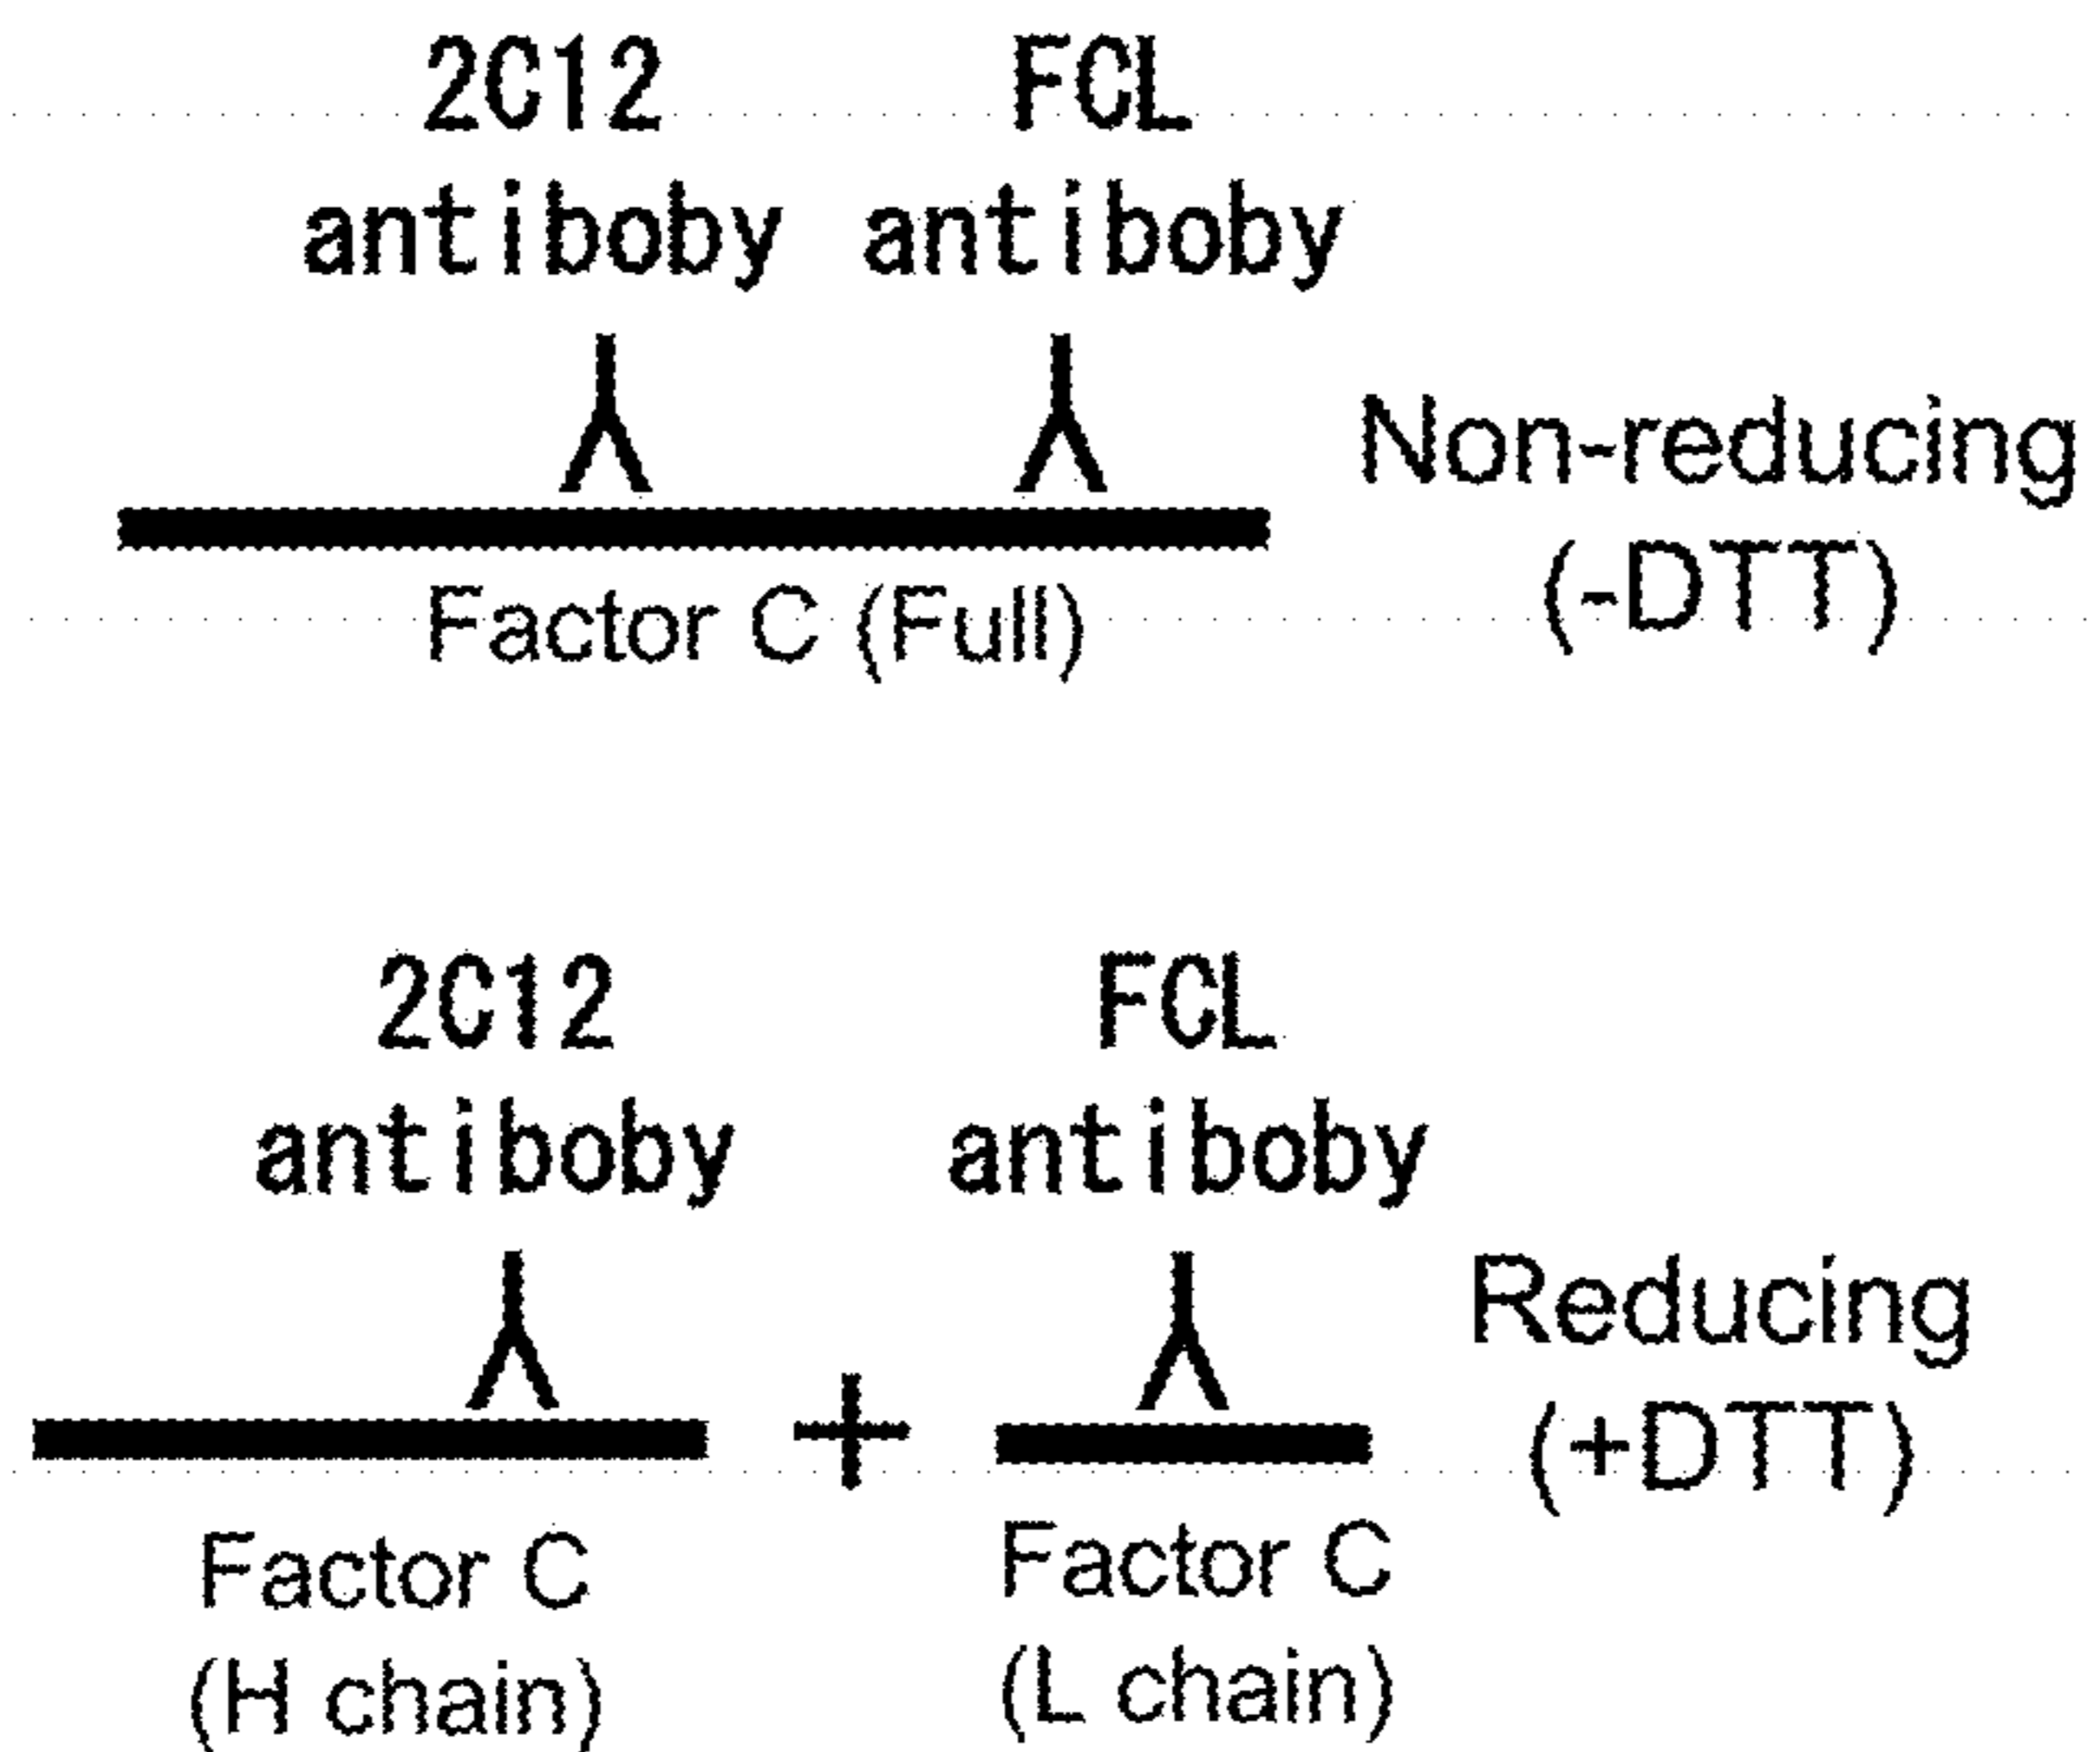 2C12 FCL
antiboby antiboby
Non-reducing
(-DTT)
Factor C (Full)
2C12 FCL
antiboby antiboby
Reducing
(+DTT)
+
Factor C Factor C
(H chain) (L chain)